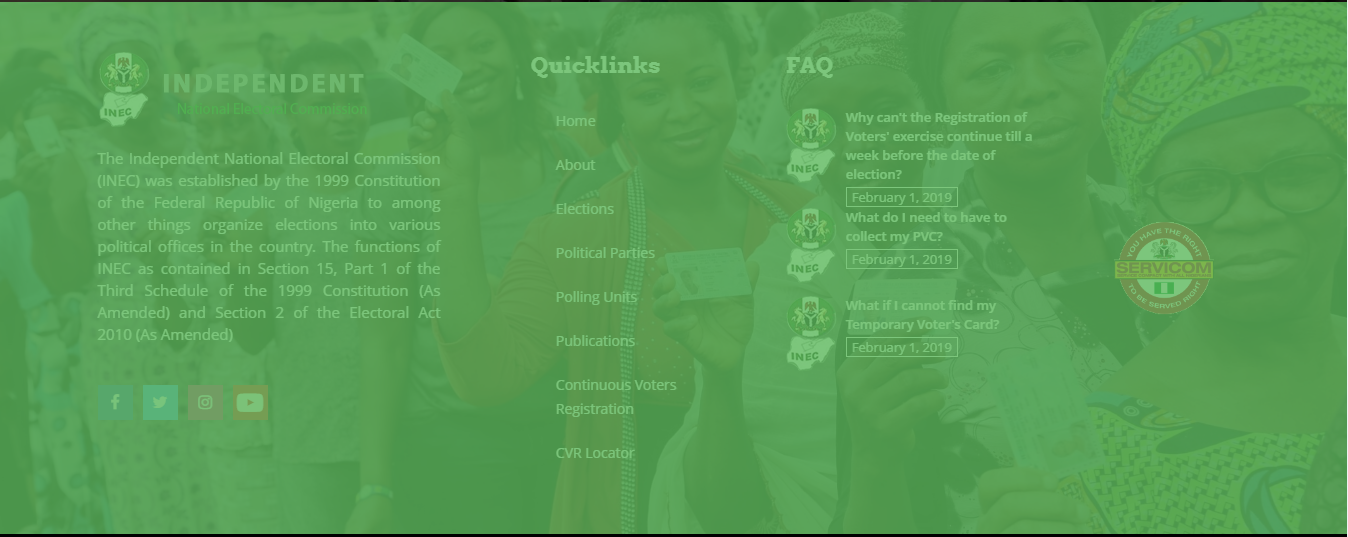 INDEPENDENT
National Electoral Commission
INEC
The Independent National Electoral Commission
(INEC) was established by the 1999 Constitution
of the Federal Republic of Nigeria to among
other things organize elections into various
political offices in the country. The functions of
INEC as contained in Section 15, Part 1 of the
Third Schedule of the 1999 Constitution (As
Amended) and Section 2 of the Electoral Act
2010 (As Amended)
Quicklinks
Home
About
Elections
Political Parties
Polling Units
Publications
Continuous Voters
Registration
CVR Locator
FAQ
INEC
Why can't the Registration of
Voters' exercise continue till a
week before the date of
election?
February 1, 2019
INEC
What do I need to have to
collect my PVC?
February 1, 2019
INEC
What if I cannot find my
Temporary Voter's Card?
February 1, 2019
YOU HAVE THE RIGHT
SERVICOM
TO BE SERVED RIGHT